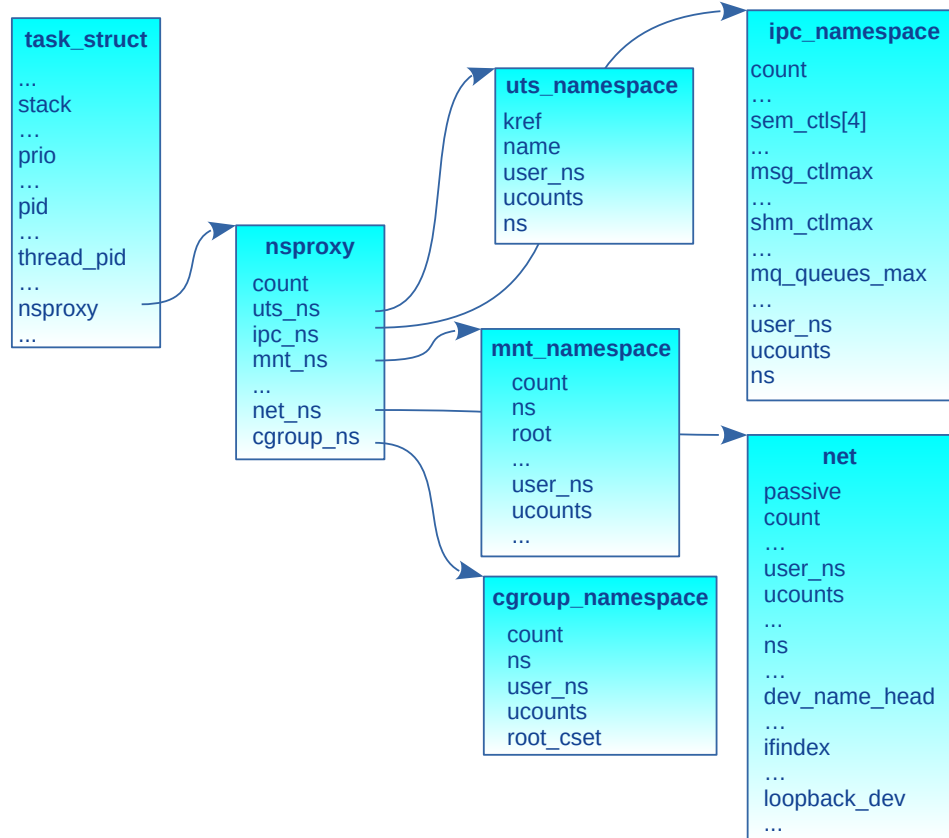 task_struct
...
stack
...
prio
...
pid
...
thread_pid
...
nsproxy
...
nsproxy
count
uts_ns
ipc_ns
mnt_ns
...
net_ns
cgroup_ns
uts_namespace
kref
name
user_ns
ucounts
ns
mnt_namespace
count
ns
root
...
user_ns
ucounts
...
cgroup_namespace
count
ns
user_ns
ucounts
root_cset
ipc_namespace
count
...
sem_ctls[4]
...
msg_ctlmax
...
shm_ctlmax
...
mq_queues_max
...
user_ns
ucounts
ns
net
passive
count
...
user_ns
ucounts
...
ns
...
dev_name_head
...
ifindex
...
loopback_dev
...